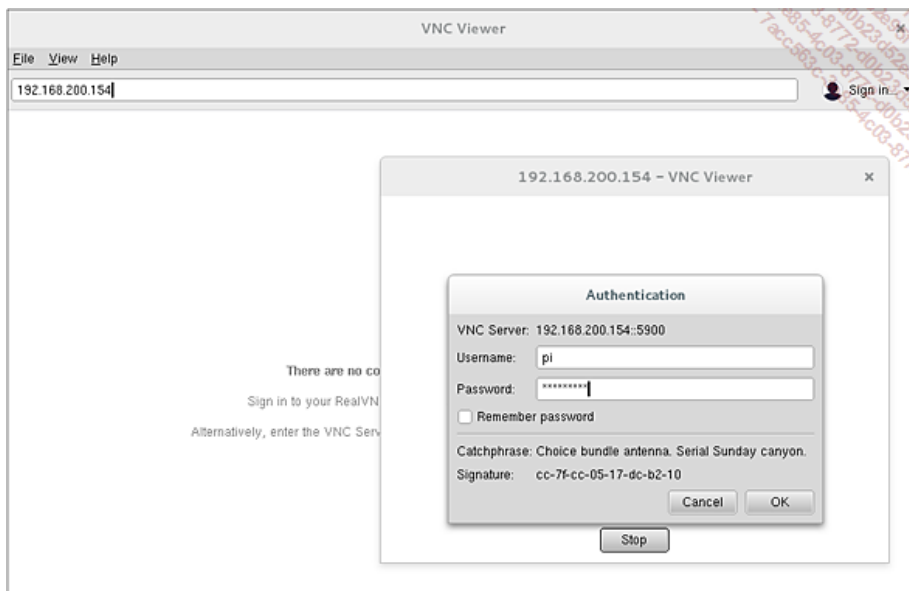 VNC Viewer
File View Help
192.168.200.154
Sign in...
192.168.200.154 – VNC Viewer
Authentication
VNC Server: 192.168.200.154::5900
Username: pi
Password: *********
Remember password
Catchphrase: Choice bundle antenna. Serial Sunday canyon.
Signature: cc-7f-cc-05-17-dc-b2-10
Cancel OK
Stop
There are no co
Sign in to your RealVN
Alternatively, enter the VNC Serv